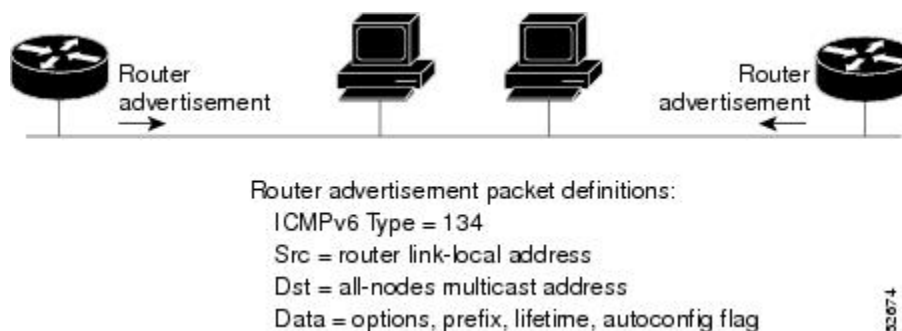 Router
advertisement
Router
advertisement
Router advertisement packet definitions:
ICMPv6 Type = 134
Src = router link-local address
Dst = all-nodes multicast address
Data = options, prefix, lifetime, autoconfig flag
52674